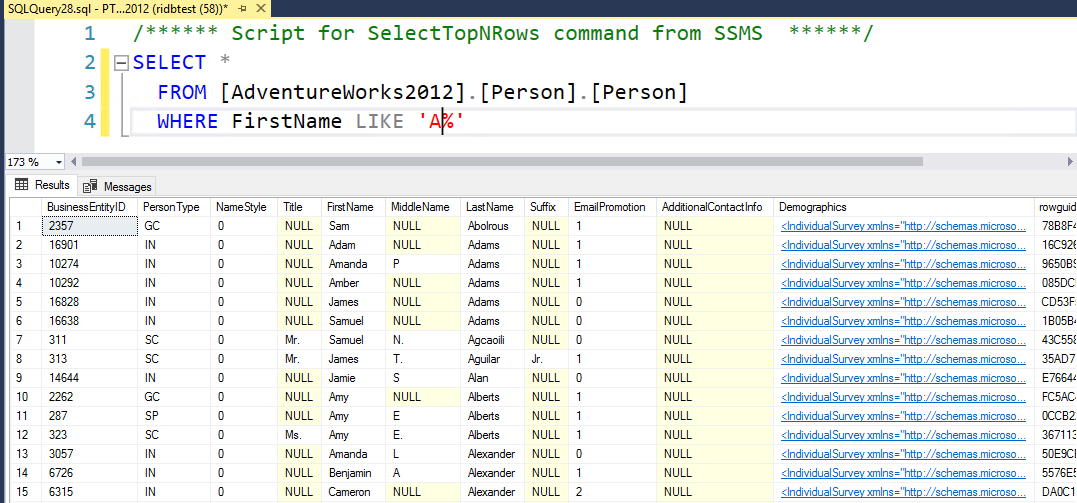 SQLQuery28.sql - PT...2012 (ridbtest (58))*
1 /****** Script for SelectTopNRows command from SSMS ******/
2 SELECT *
3 FROM [AdventureWorks2012].[Person].[Person]
4 WHERE FirstName LIKE 'A%'
173 %
Results Messages
BusinessEntityID PersonType NameStyle Title FirstName MiddleName LastName Suffix EmailPromotion AdditionalContactInfo Demographics rowguid
1 2357 GC 0 NULL Sam NULL Abolrous NULL 1 NULL <IndividualSurvey xmlns="http://schemas.microso... 78B8F4
2 16901 IN 0 NULL Adam NULL Adams NULL 1 NULL <IndividualSurvey xmlns="http://schemas.microso... 16C926
3 10274 IN 0 NULL Amanda P Adams NULL 1 NULL <IndividualSurvey xmlns="http://schemas.microso... 9650B9
4 10292 IN 0 NULL Amber NULL Adams NULL 1 NULL <IndividualSurvey xmlns="http://schemas.microso... 085DC
5 16828 IN 0 NULL James NULL Adams NULL 0 NULL <IndividualSurvey xmlns="http://schemas.microso... CD53F
6 16638 IN 0 NULL Samuel NULL Adams NULL 0 NULL <IndividualSurvey xmlns="http://schemas.microso... 1B05B4
7 311 SC 0 Mr. Samuel N. Agcaoili NULL 0 NULL <IndividualSurvey xmlns="http://schemas.microso... 43C558
8 313 SC 0 Mr. James T. Aguilar Jr. 1 NULL <IndividualSurvey xmlns="http://schemas.microso... 35AD7
9 14644 IN 0 NULL Jamie S Alan NULL 0 NULL <IndividualSurvey xmlns="http://schemas.microso... E76644
10 2262 GC 0 NULL Amy NULL Alberts NULL 1 NULL <IndividualSurvey xmlns="http://schemas.microso... FC5AC
11 287 SP 0 NULL Amy E Alberts NULL 1 NULL <IndividualSurvey xmlns="http://schemas.microso... 0CCB2
12 323 SC 0 Ms. Amy E. Alberts NULL 1 NULL <IndividualSurvey xmlns="http://schemas.microso... 367113
13 3057 IN 0 NULL Amanda L Alexander NULL 0 NULL <IndividualSurvey xmlns="http://schemas.microso... 50E9C
14 6726 IN 0 NULL Benjamin A Alexander NULL 1 NULL <IndividualSurvey xmlns="http://schemas.microso... 5576E5
15 6315 IN 0 NULL Cameron NULL Alexander NULL 2 NULL <IndividualSurvey xmlns="http://schemas.microso... DA0C1